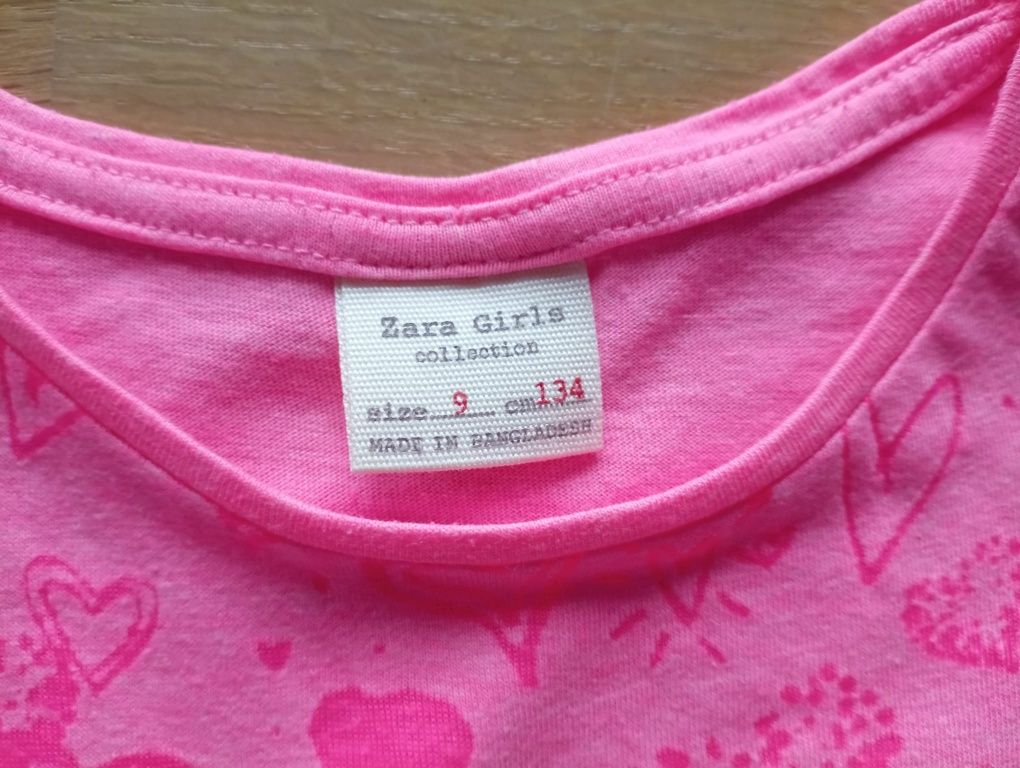 Zara Girls
collection
size 9 cm 134
MADE IN BANGLADESH